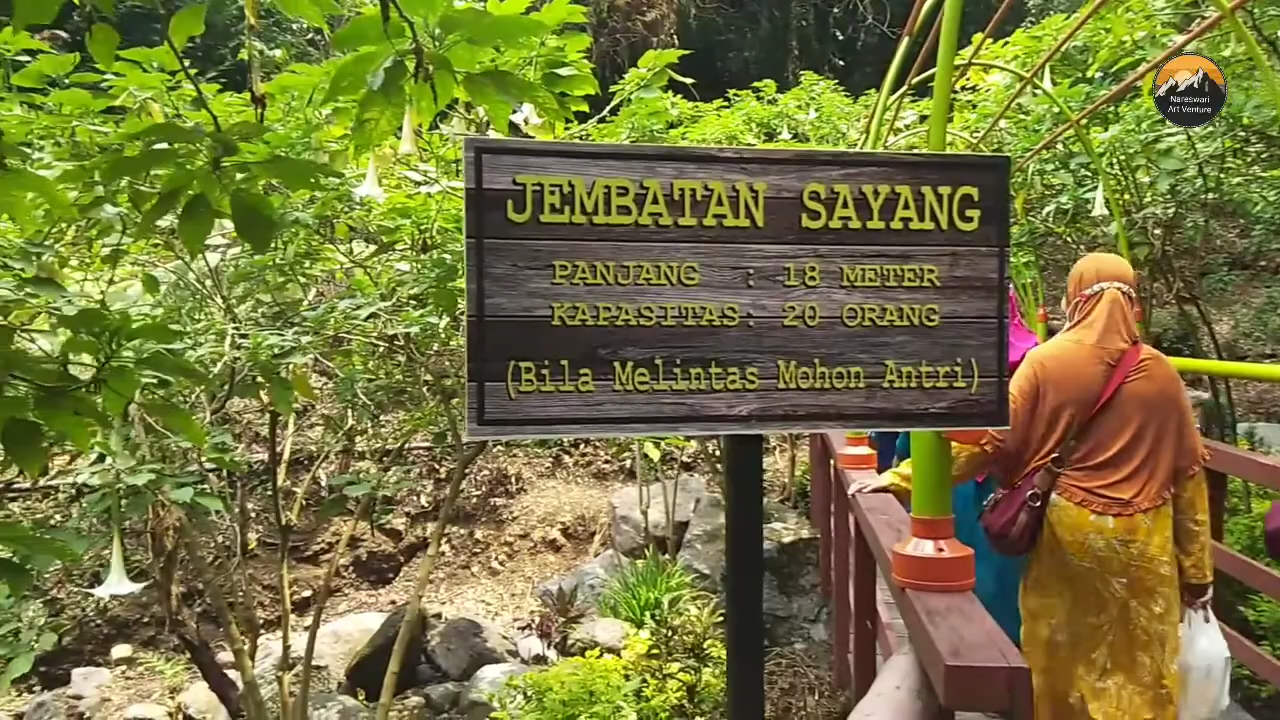 Nareswari
Art Venture
JEMBATAN SAYANG
PANJANG : 18 METER
KAPASITAS: 20 ORANG
(Bila Melintas Mohon Antri)